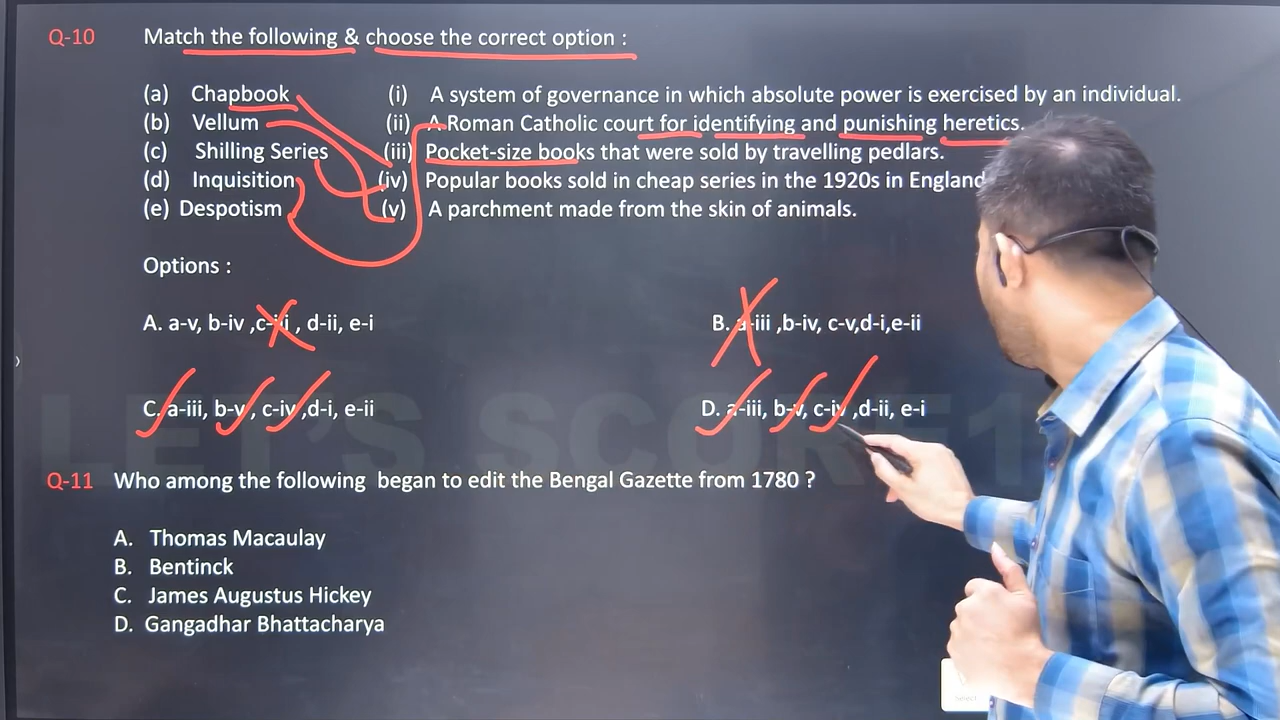 Q-10 Match the following & choose the correct option :
(a) Chapbook (i) A system of governance in which absolute power is exercised by an individual.
(b) Vellum (ii) A Roman Catholic court for identifying and punishing heretics.
(c) Shilling Series (iii) Pocket-size books that were sold by travelling pedlars.
(d) Inquisition (iv) Popular books sold in cheap series in the 1920s in England
(e) Despotism (v) A parchment made from the skin of animals.
Options :
A. a-v, b-iv ,c-iii , d-ii, e-i B. a-iii ,b-iv, c-v,d-i,e-ii
C. a-iii, b-v, c-iv ,d-i, e-ii D. a-iii, b-v, c-iv ,d-ii, e-i
LET'S SCORE1
Q-11 Who among the following began to edit the Bengal Gazette from 1780 ?
A. Thomas Macaulay
B. Bentinck
C. James Augustus Hickey
D. Gangadhar Bhattacharya
Select